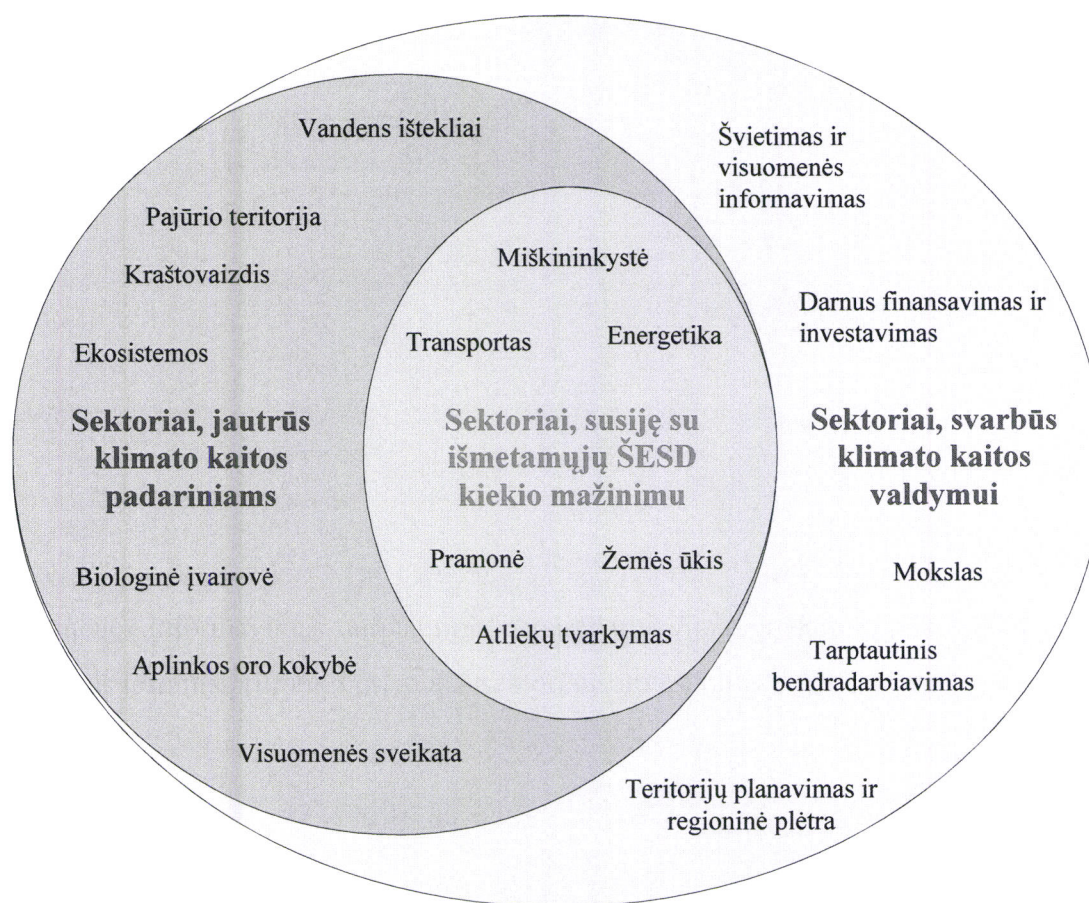 Vandens ištekliai
Švietimas ir
visuomenės
informavimas
Pajūrio teritorija
Miškininkystė
Kraštovaizdis
Darnus finansavimas ir
investavimas
Transportas
Energetika
Ekosistemos
Sektoriai, jautrūs
klimato kaitos
padariniams
Sektoriai, susiję su
išmetamųjų ŠESD
kiekio mažinimu
Sektoriai, svarbūs
klimato kaitos
valdymui
Pramonė
Žemės ūkis
Biologinė įvairovė
Mokslas
Atliekų tvarkymas
Aplinkos oro kokybė
Tarptautinis
bendradarbiavimas
Visuomenės sveikata
Teritorijų planavimas ir
regioninė plėtra